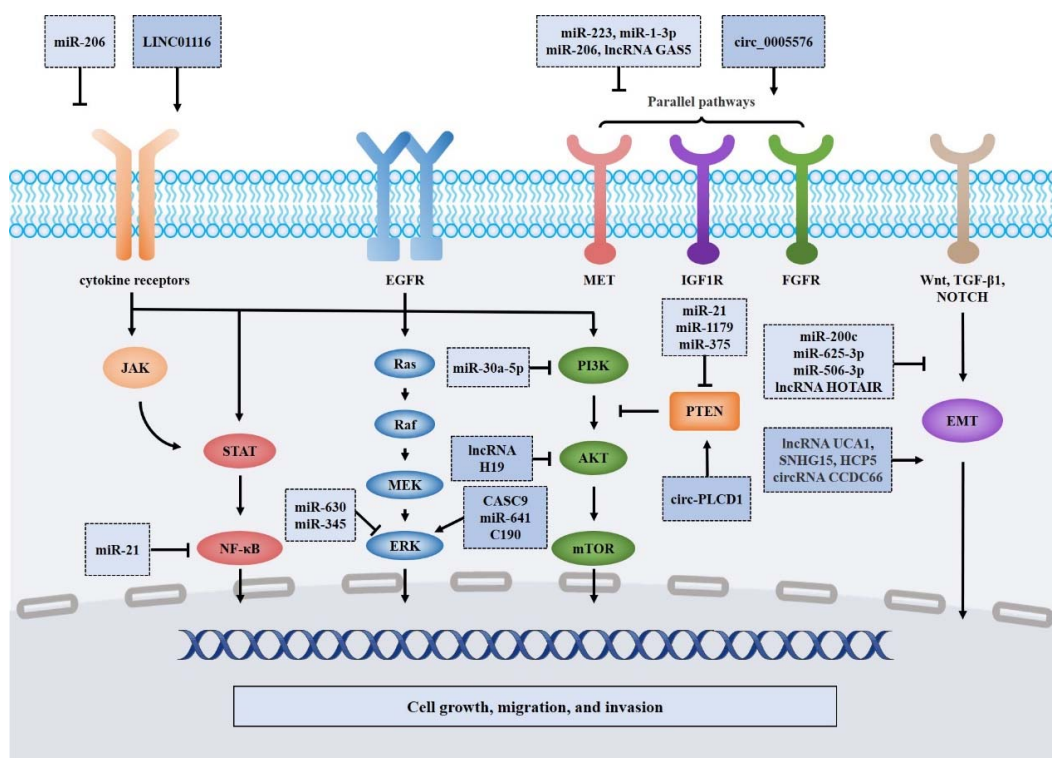 miR-206
LINC01116
miR-223, miR-1-3p
miR-206, lncRNA GAS5
circ_0005576
Parallel pathways
cytokine receptors
EGFR
MET
IGF1R
FGFR
Wnt, TGF-β1,
NOTCH
miR-21
miR-1179
miR-375
miR-200c
miR-625-3p
miR-506-3p
lncRNA HOTAIR
JAK
Ras
miR-30a-5p
PI3K
PTEN
EMT
Raf
STAT
lncRNA
H19
AKT
lncRNA UCA1,
SNHG15, HCP5
circRNA CCDC66
MEK
circ-PLCD1
miR-630
miR-345
CASC9
miR-641
C190
miR-21
NF-κB
ERK
mTOR
Cell growth, migration, and invasion